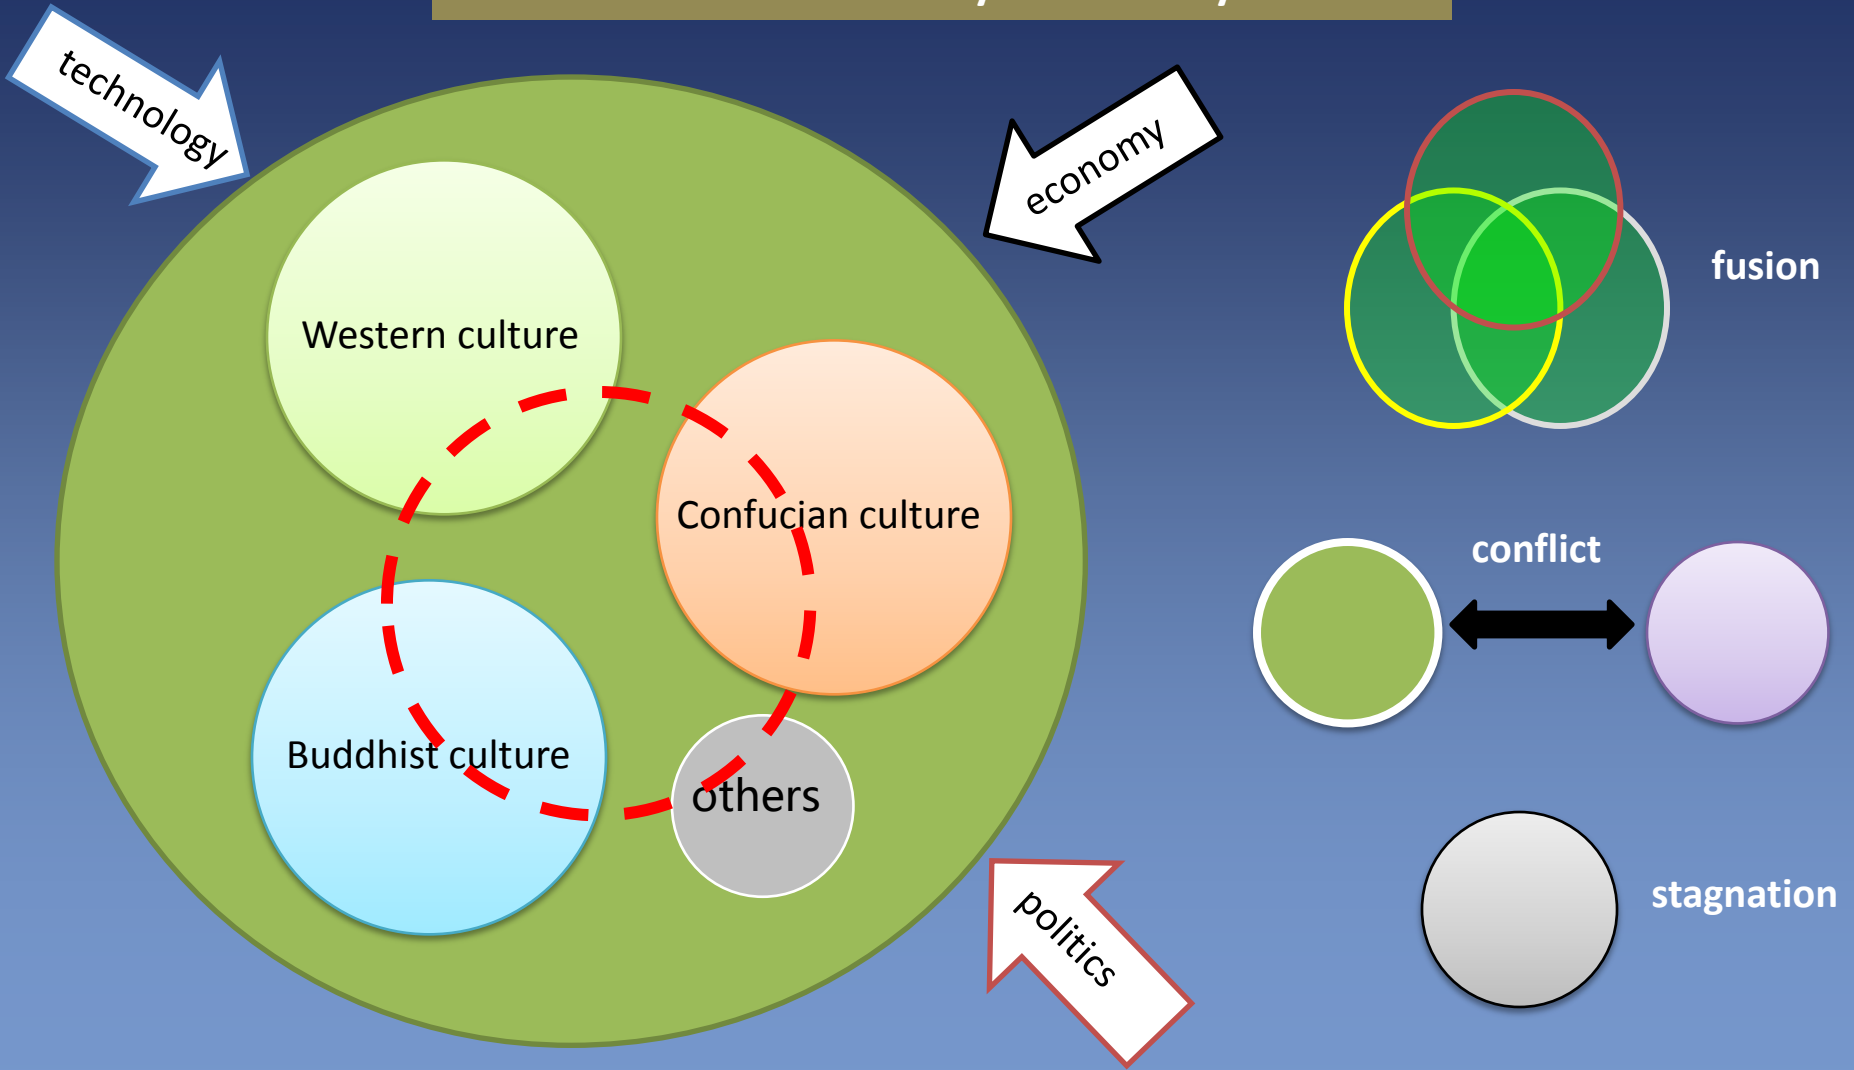 technology
economy
fusion
Western culture
Confucian culture
conflict
Buddhist culture
others
stagnation
politics